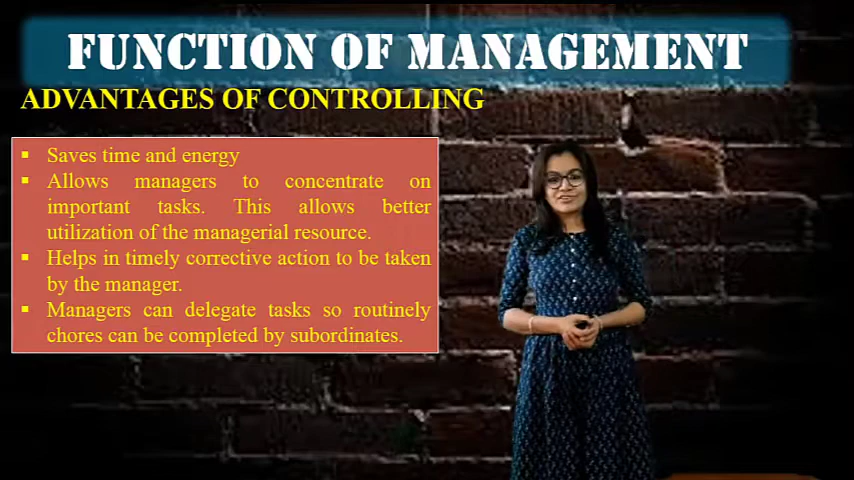 FUNCTION OF MANAGEMENT
ADVANTAGES OF CONTROLLING
▪ Saves time and energy
▪ Allows managers to concentrate on
important tasks. This allows better
utilization of the managerial resource.
▪ Helps in timely corrective action to be taken
by the manager.
▪ Managers can delegate tasks so routinely
chores can be completed by subordinates.